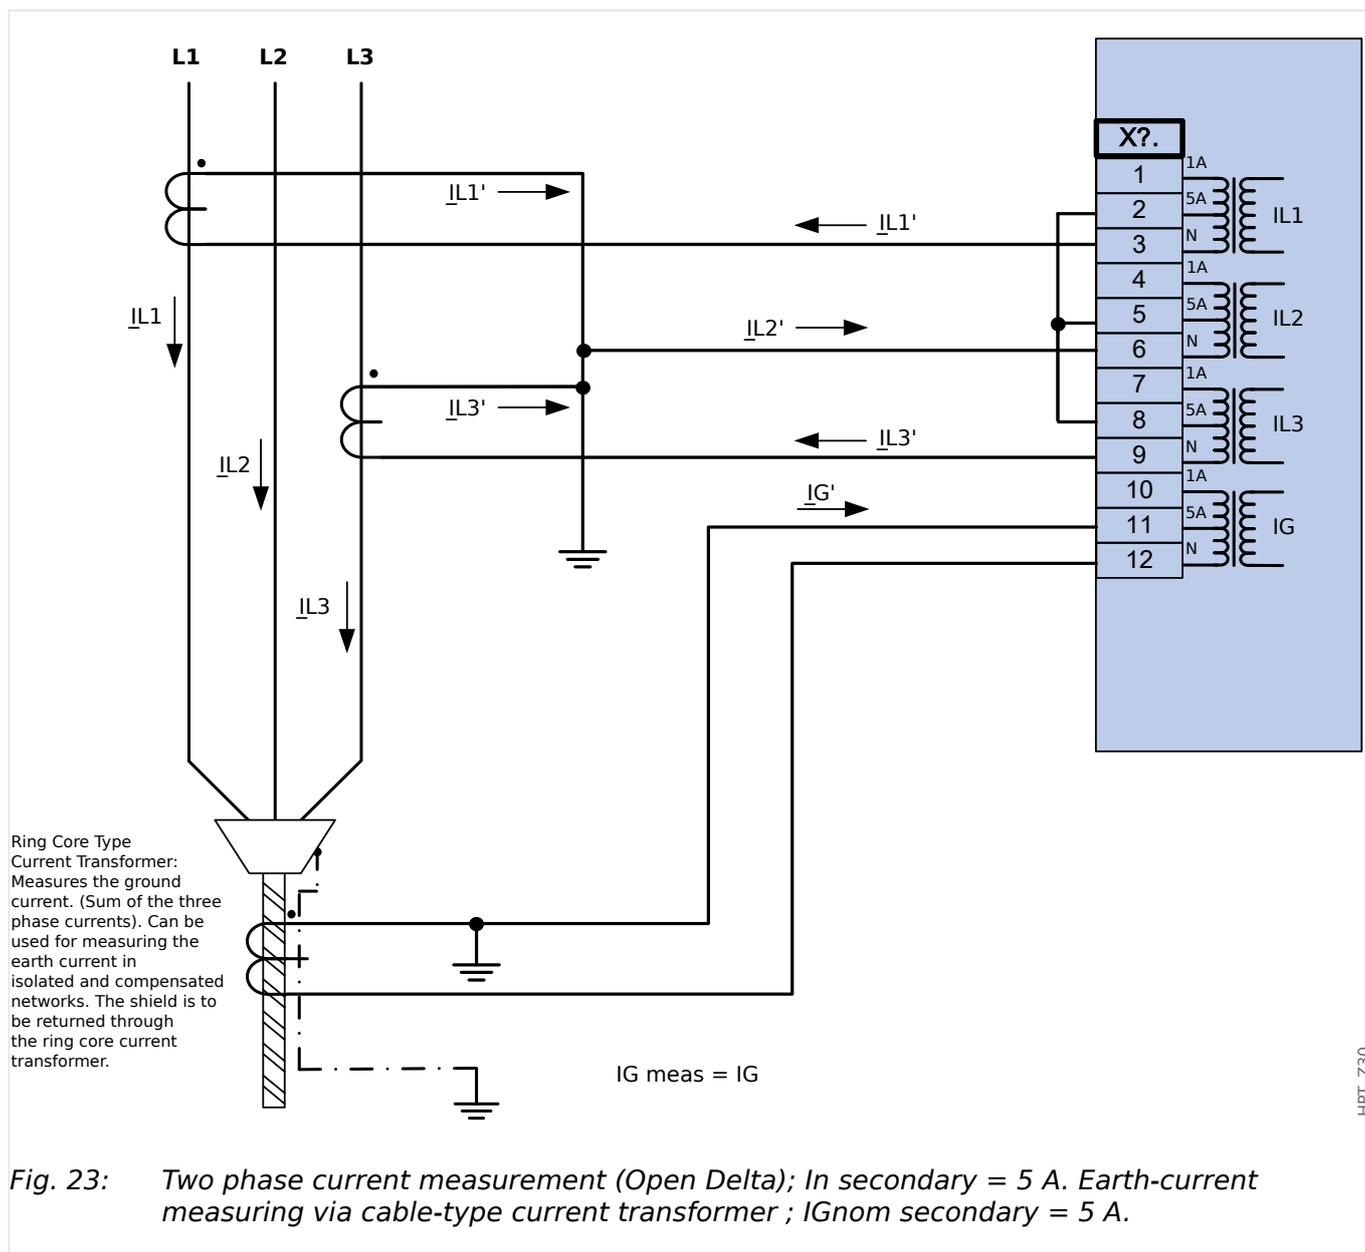 L1 L2 L3
X?.
1 1A
IL1' 2 5A IL1
IL1' 3 N
4 1A
IL1 IL2' 5 5A IL2
6 N
7 1A
IL3' 8 5A IL3
IL3' 9 N
IL2 10 1A
IG' 11 5A IG
12 N
IL3
Ring Core Type
Current Transformer:
Measures the ground
current. (Sum of the three
phase currents). Can be
used for measuring the
earth current in
isolated and compensated
networks. The shield is to
be returned through
the ring core current
transformer.
IG meas = IG
HPT_Z30
Fig. 23: Two phase current measurement (Open Delta); In secondary = 5 A. Earth-current
measuring via cable-type current transformer ; IGnom secondary = 5 A.